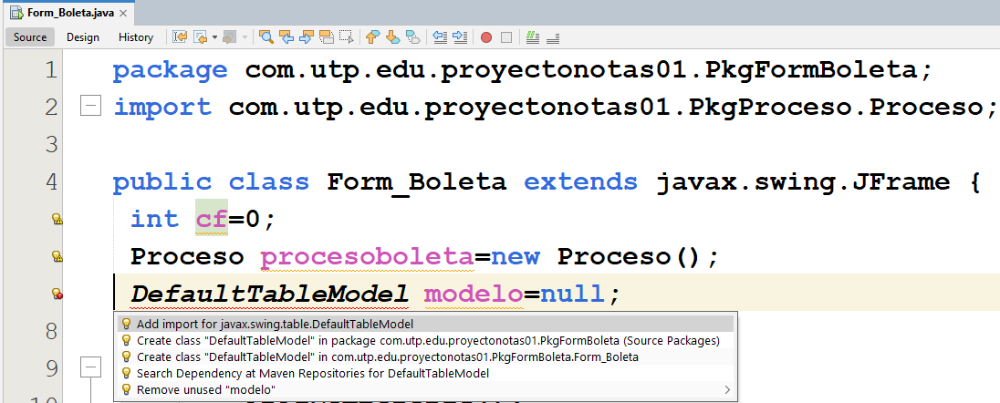 Form_Boleta.java
Source Design History
1 package com.utp.edu.proyectonotas01.PkgFormBoleta;
2 import com.utp.edu.proyectonotas01.PkgProceso.Proceso;
3
4 public class Form_Boleta extends javax.swing.JFrame {
int cf=0;
Proceso procesoboleta=new Proceso();
DefaultTableModel modelo=null;
Add import for javax.swing.table.DefaultTableModel
8 Create class "DefaultTableModel" in package com.utp.edu.proyectonotas01.PkgFormBoleta (Source Packages)
Create class "DefaultTableModel" in com.utp.edu.proyectonotas01.PkgFormBoleta.Form_Boleta
9 Search Dependency at Maven Repositories for DefaultTableModel
Remove unused "modelo"
10